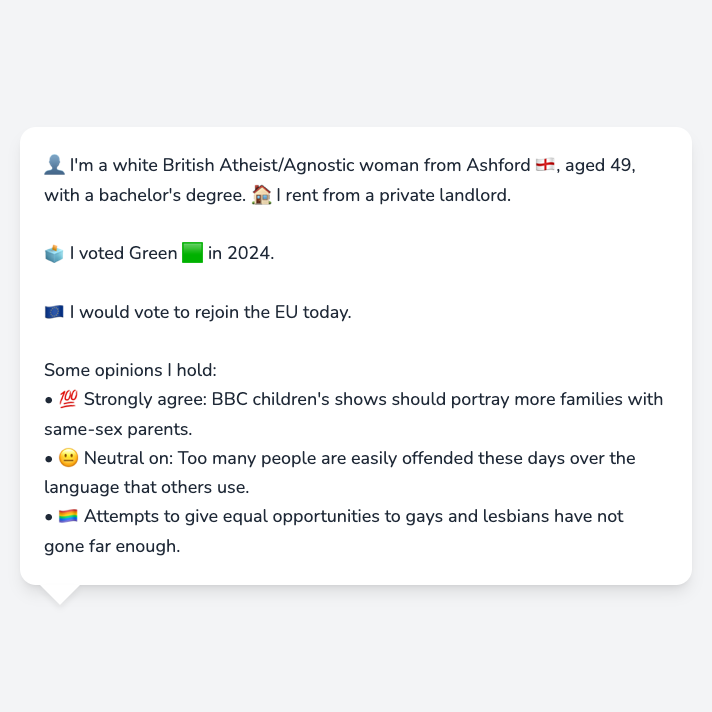 👤 I'm a white British Atheist/Agnostic woman from Ashford 🏴󠁧󠁢󠁥󠁮󠁧󠁿, aged 49,
with a bachelor's degree. 🏠 I rent from a private landlord.
🗳️ I voted Green 🟩 in 2024.
🇪🇺 I would vote to rejoin the EU today.
Some opinions I hold:
• 💯 Strongly agree: BBC children's shows should portray more families with
same-sex parents.
• 😐 Neutral on: Too many people are easily offended these days over the
language that others use.
• 🏳️‍🌈 Attempts to give equal opportunities to gays and lesbians have not
gone far enough.